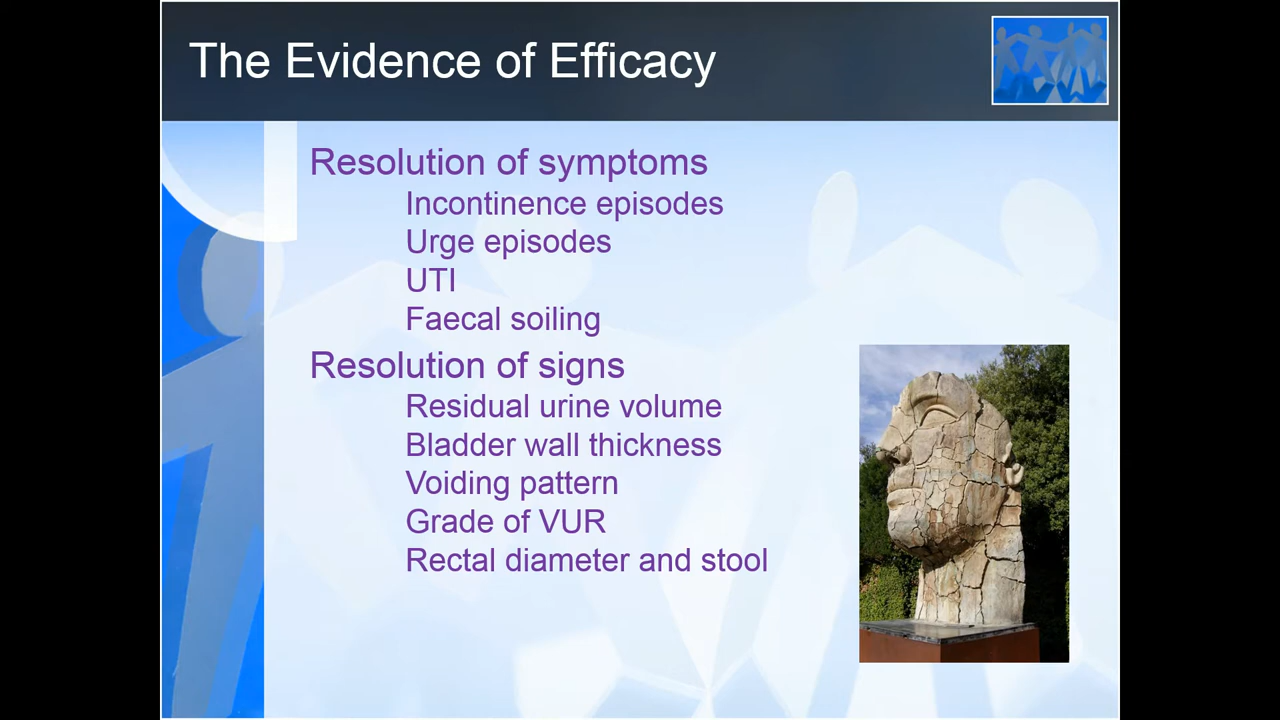 The Evidence of Efficacy
Resolution of symptoms
Incontinence episodes
Urge episodes
UTI
Faecal soiling
Resolution of signs
Residual urine volume
Bladder wall thickness
Voiding pattern
Grade of VUR
Rectal diameter and stool